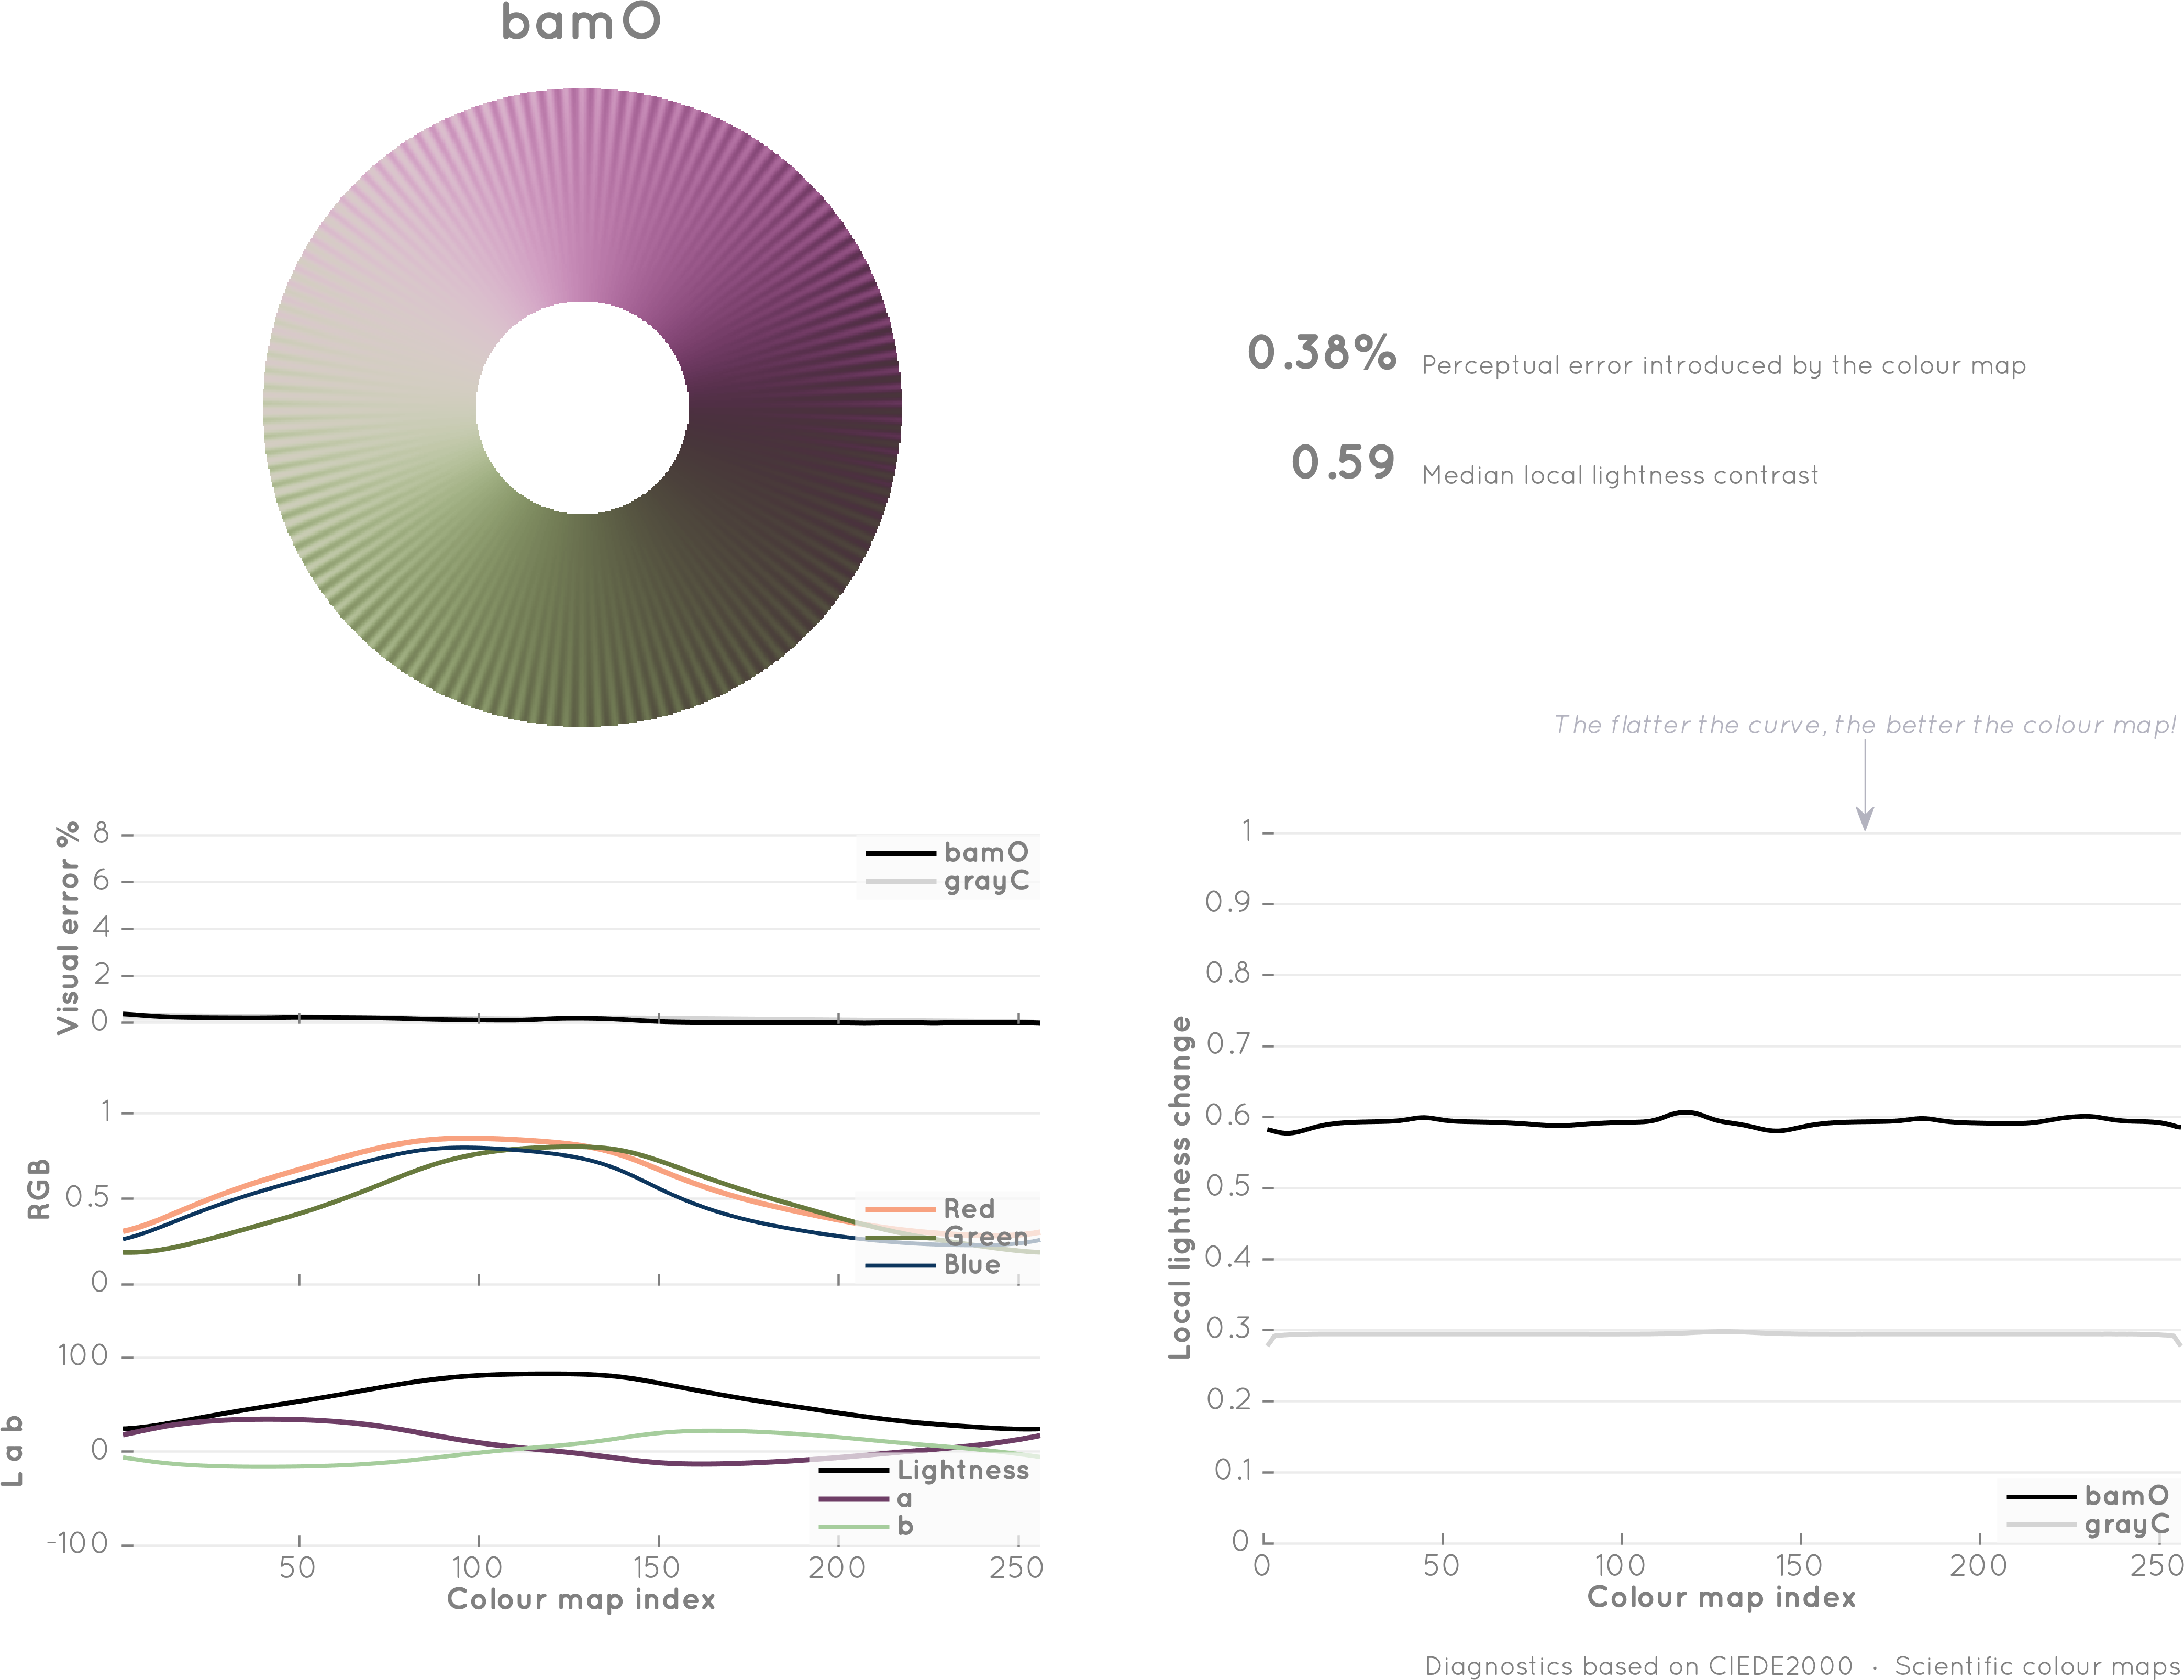 bamO
0.38% Perceptual error introduced by the colour map
0.59 Median local lightness contrast
The flatter the curve, the better the colour map!
Visual error %
8
6
4
2
0
bamO
grayC
RGB
1
0.5
0
Red
Green
Blue
L a b
100
0
-100
Lightness
a
b
50 100 150 200 250
Colour map index
Local lightness change
1
0.9
0.8
0.7
0.6
0.5
0.4
0.3
0.2
0.1
0
bamO
grayC
0 50 100 150 200 250
Colour map index
Diagnostics based on CIEDE2000 · Scientific colour maps